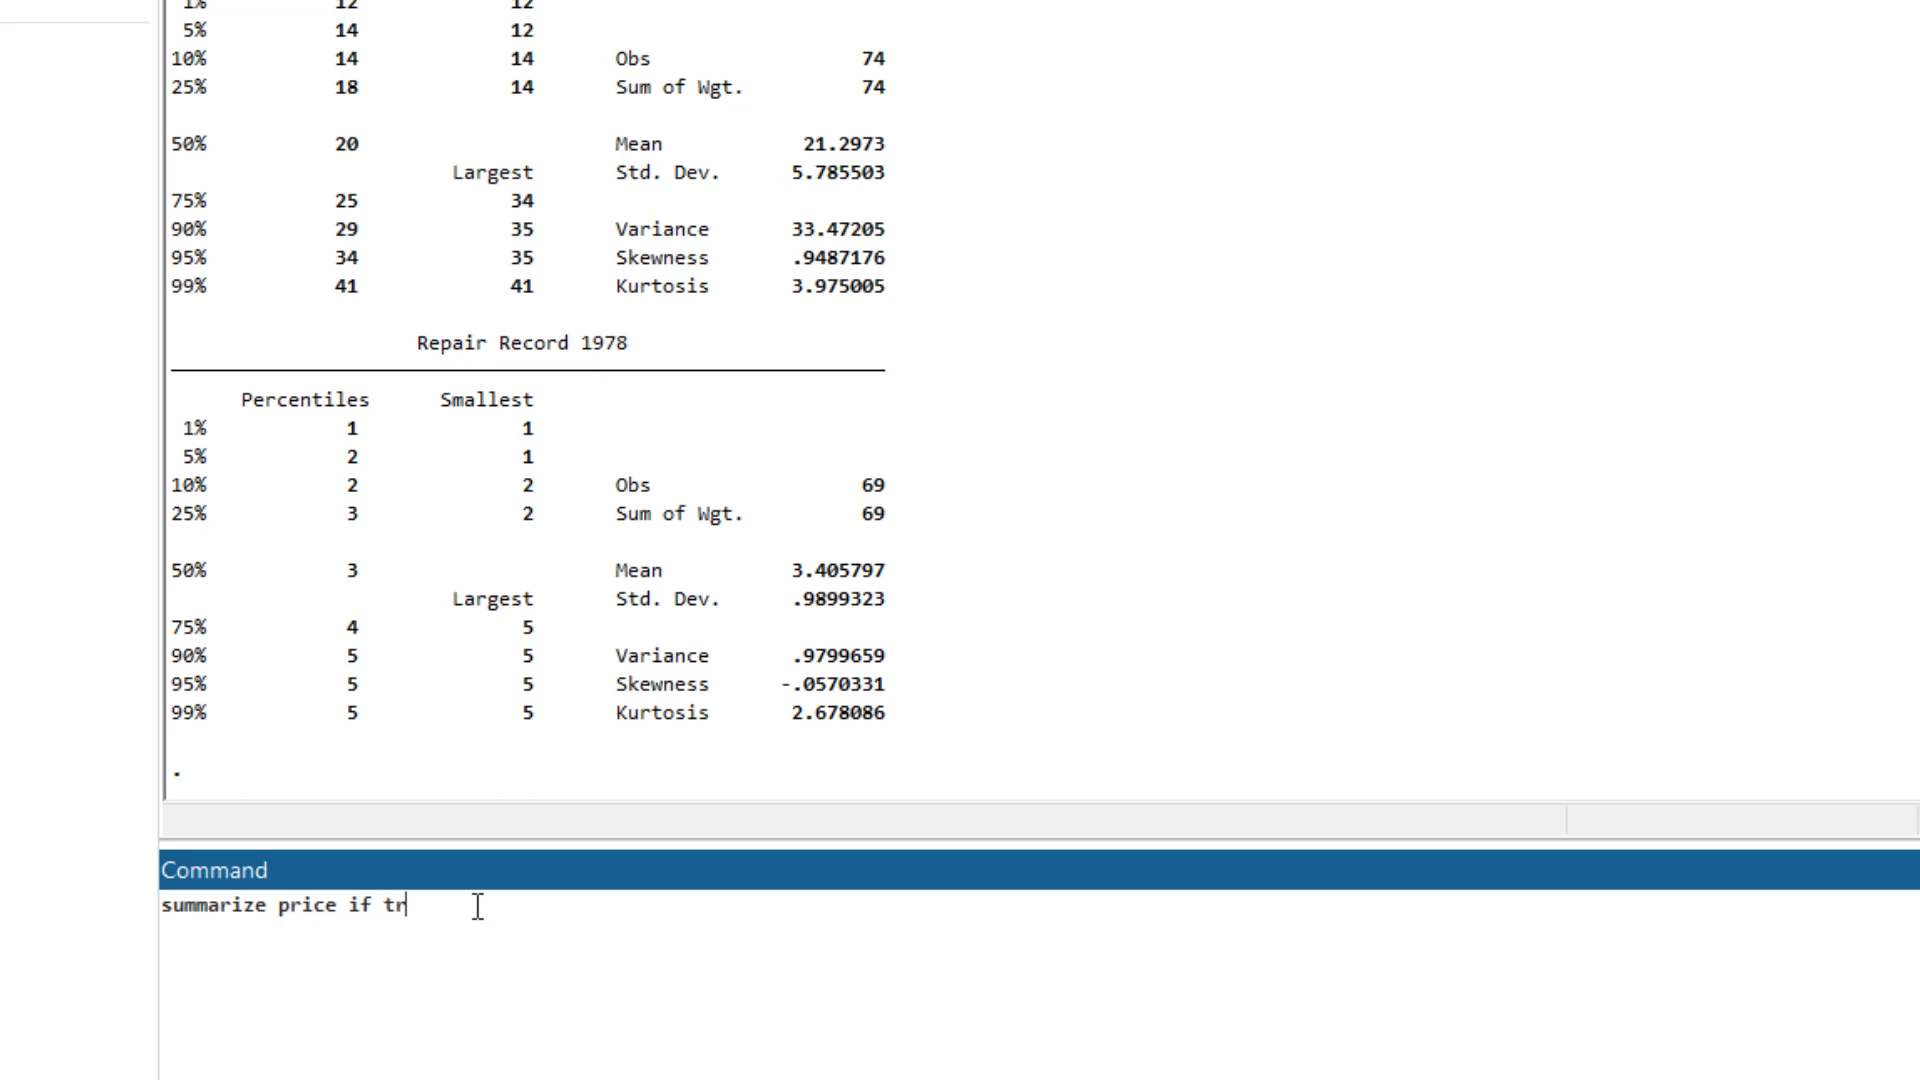 1% 12 12
5% 14 12
10% 14 14 Obs 74
25% 18 14 Sum of Wgt. 74
50% 20 Mean 21.2973
Largest Std. Dev. 5.785503
75% 25 34
90% 29 35 Variance 33.47205
95% 34 35 Skewness .9487176
99% 41 41 Kurtosis 3.975005
Repair Record 1978
Percentiles Smallest
1% 1 1
5% 2 1
10% 2 2 Obs 69
25% 3 2 Sum of Wgt. 69
50% 3 Mean 3.405797
Largest Std. Dev. .9899323
75% 4 5
90% 5 5 Variance .9799659
95% 5 5 Skewness -.0570331
99% 5 5 Kurtosis 2.678086
.
Command
summarize price if tr